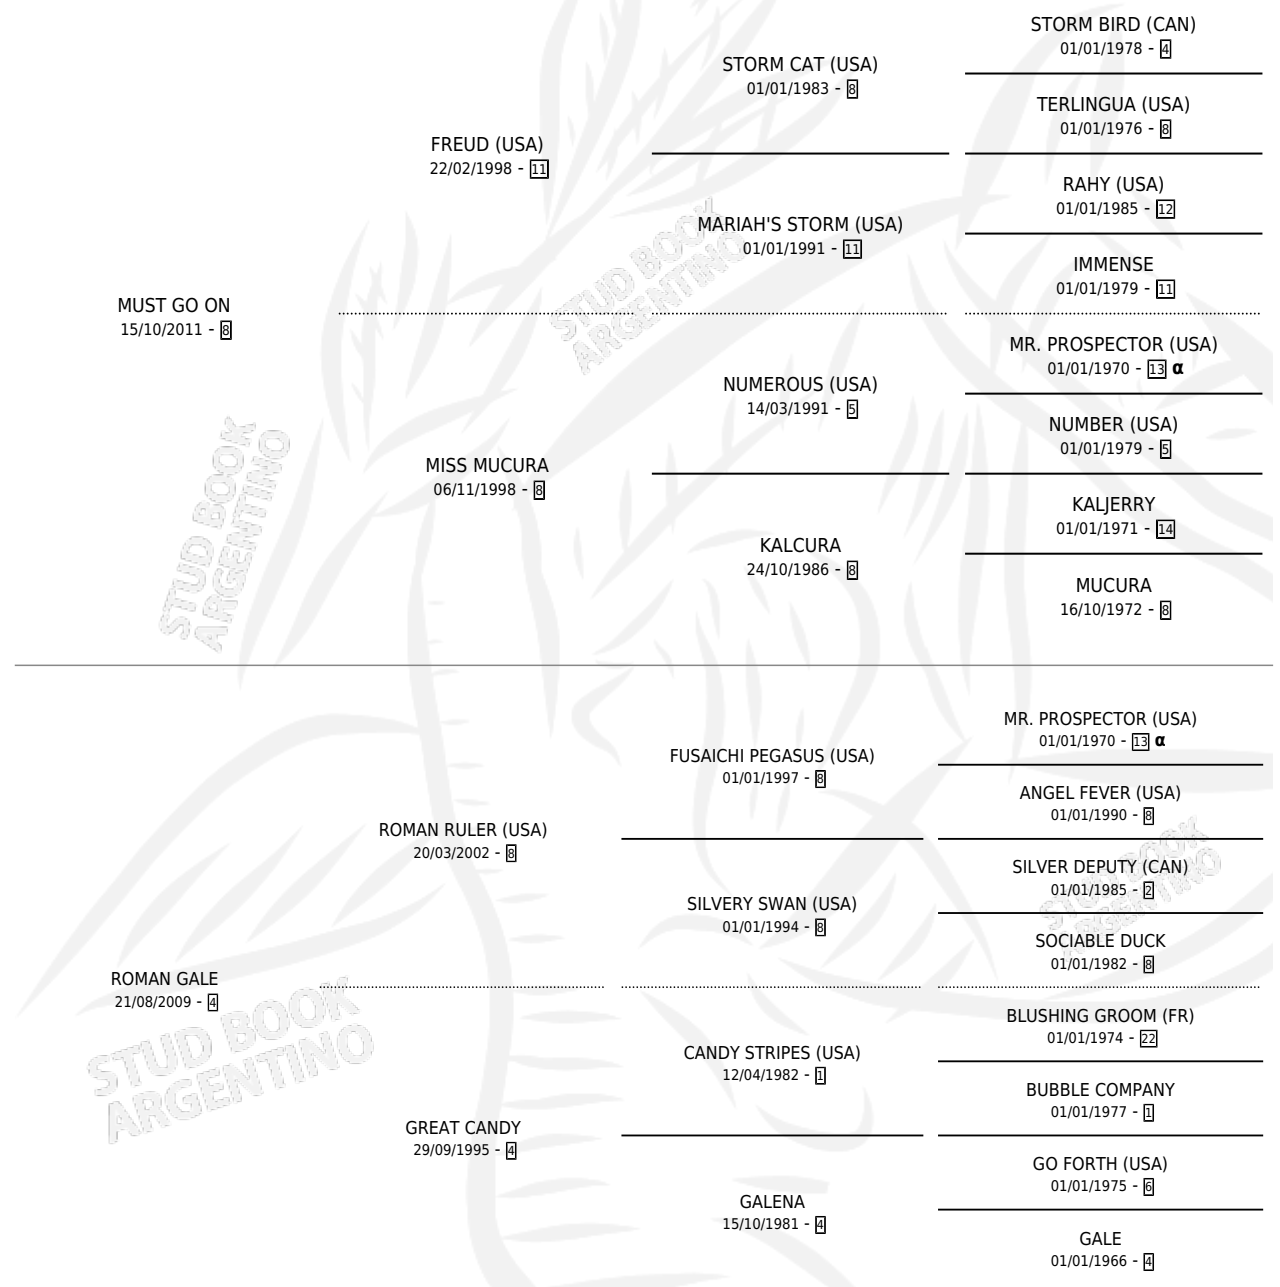 STORM BIRD (CAN)
01/01/1978 - 4
STORM CAT (USA)
01/01/1983 - 8
TERLINGUA (USA)
01/01/1976 - 8
FREUD (USA)
22/02/1998 - 11
RAHY (USA)
01/01/1985 - 12
MARIAH'S STORM (USA)
01/01/1991 - 11
IMMENSE
01/01/1979 - 11
MUST GO ON
15/10/2011 - 8
MR. PROSPECTOR (USA)
01/01/1970 - 13 α
NUMEROUS (USA)
14/03/1991 - 5
NUMBER (USA)
01/01/1979 - 5
MISS MUCURA
06/11/1998 - 8
KALJERRY
01/01/1971 - 14
KALCURA
24/10/1986 - 8
MUCURA
16/10/1972 - 8
MR. PROSPECTOR (USA)
01/01/1970 - 13 α
FUSAICHI PEGASUS (USA)
01/01/1997 - 8
ANGEL FEVER (USA)
01/01/1990 - 8
ROMAN RULER (USA)
20/03/2002 - 8
SILVER DEPUTY (CAN)
01/01/1985 - 2
SILVERY SWAN (USA)
01/01/1994 - 8
SOCIABLE DUCK
01/01/1982 - 8
ROMAN GALE
21/08/2009 - 4
BLUSHING GROOM (FR)
01/01/1974 - 22
CANDY STRIPES (USA)
12/04/1982 - 1
BUBBLE COMPANY
01/01/1977 - 1
GREAT CANDY
29/09/1995 - 4
GO FORTH (USA)
01/01/1975 - 6
GALENA
15/10/1981 - 4
GALE
01/01/1966 - 4
STUD BOOK
ARGENTINO
STUD BOOK
ARGENTINO
STUD BOOK
ARGENTINO
STUD BOOK
ARGENTINO